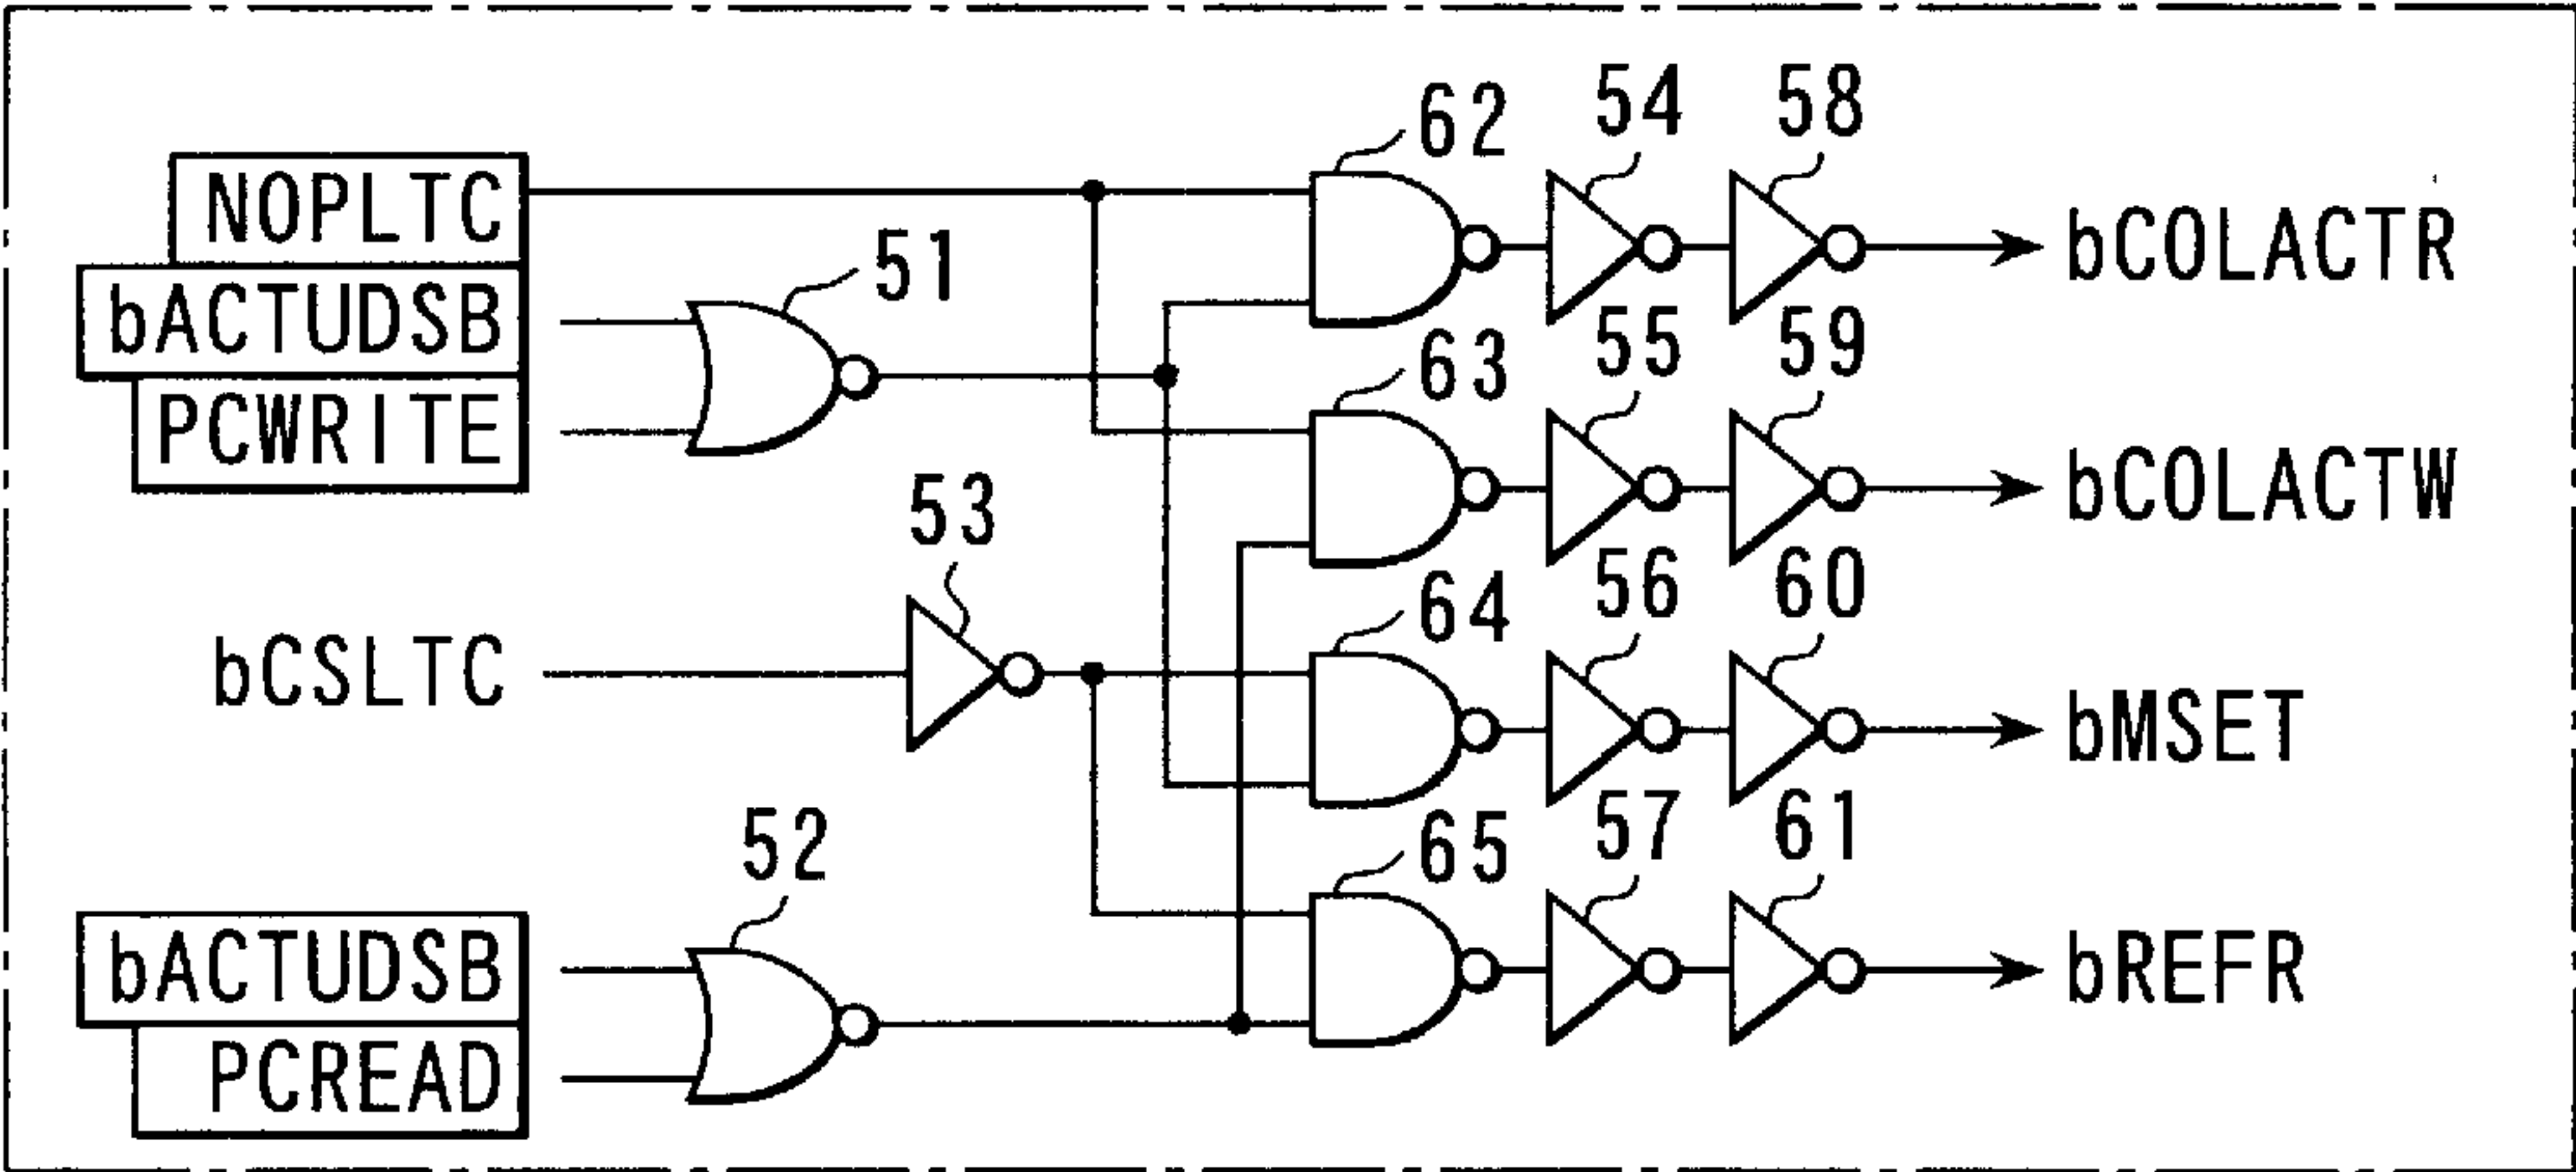 62 54 58
NOPLTC
bCOLACTR
51
bACTUDSB
63 55 59
PCWRITE
bCOLACTW
53
64 56 60
bCSLTC
bMSET
52
65 57 61
bACTUDSB
bREFR
PCREAD